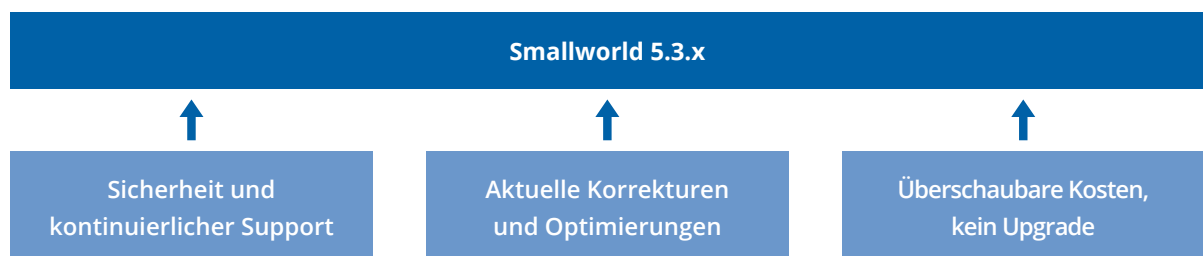 Smallworld 5.3.x
Sicherheit und
kontinuierlicher Support
Aktuelle Korrekturen
und Optimierungen
Überschaubare Kosten,
kein Upgrade